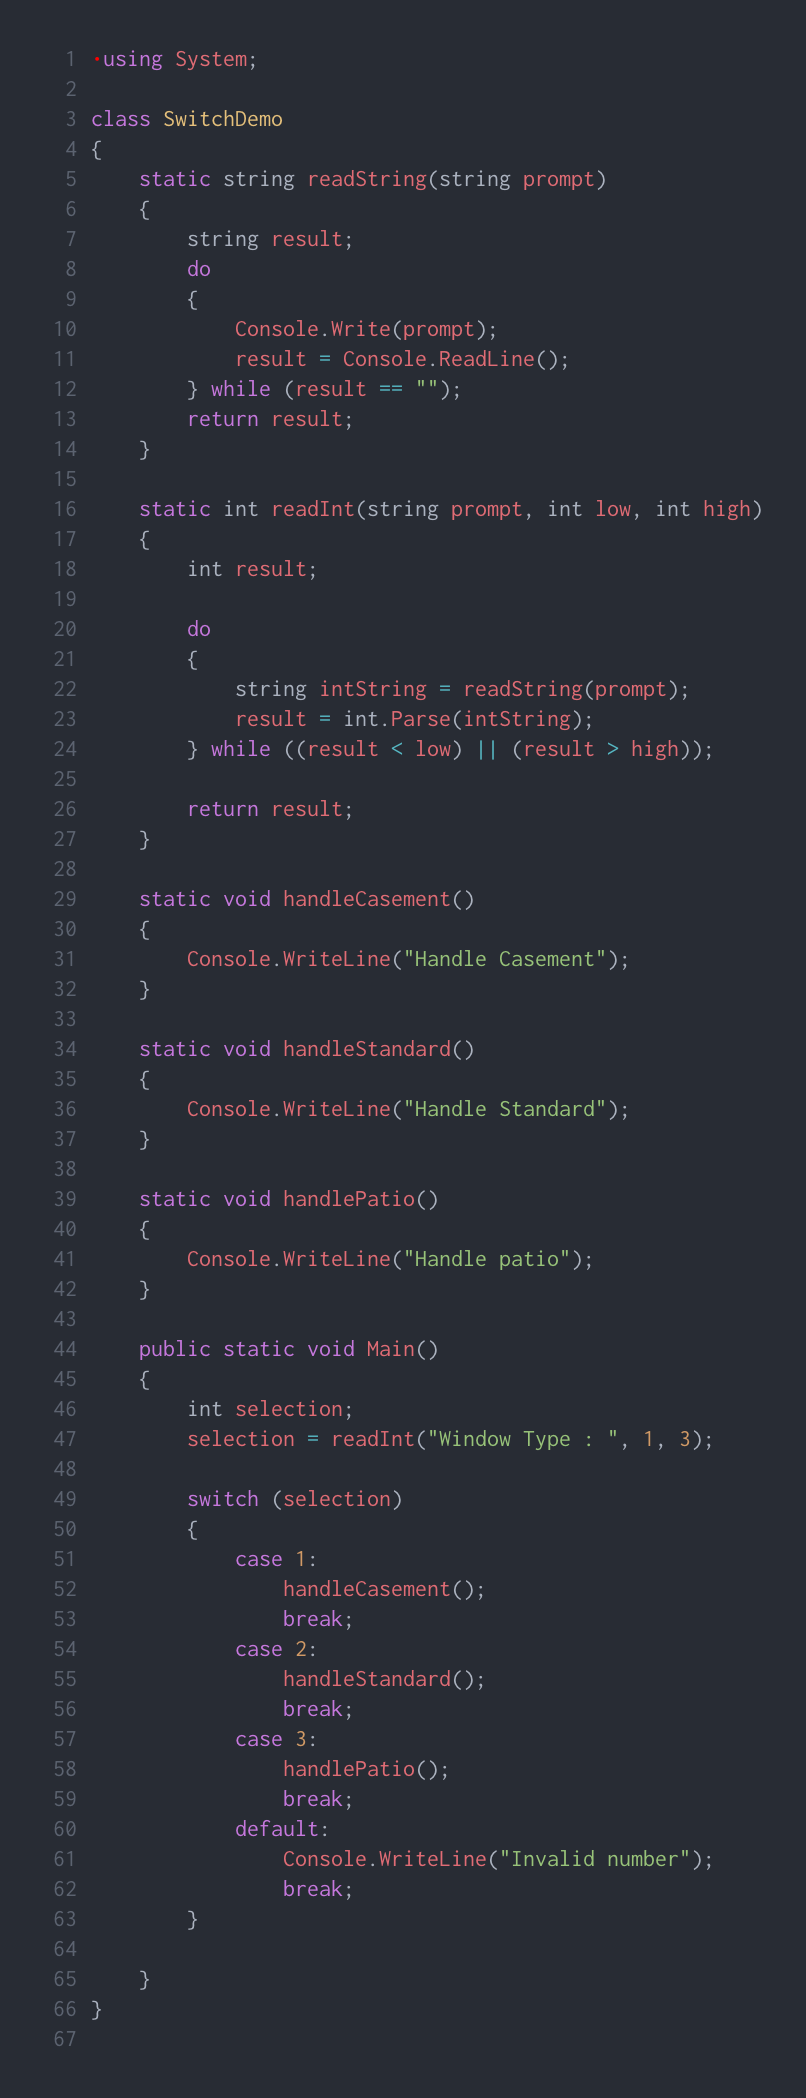 1 ·using System;
2
3 class SwitchDemo
4 {
5     static string readString(string prompt)
6     {
7         string result;
8         do
9         {
10             Console.Write(prompt);
11             result = Console.ReadLine();
12         } while (result == "");
13         return result;
14     }
15
16     static int readInt(string prompt, int low, int high)
17     {
18         int result;
19
20         do
21         {
22             string intString = readString(prompt);
23             result = int.Parse(intString);
24         } while ((result < low) || (result > high));
25
26         return result;
27     }
28
29     static void handleCasement()
30     {
31         Console.WriteLine("Handle Casement");
32     }
33
34     static void handleStandard()
35     {
36         Console.WriteLine("Handle Standard");
37     }
38
39     static void handlePatio()
40     {
41         Console.WriteLine("Handle patio");
42     }
43
44     public static void Main()
45     {
46         int selection;
47         selection = readInt("Window Type : ", 1, 3);
48
49         switch (selection)
50         {
51             case 1:
52                 handleCasement();
53                 break;
54             case 2:
55                 handleStandard();
56                 break;
57             case 3:
58                 handlePatio();
59                 break;
60             default:
61                 Console.WriteLine("Invalid number");
62                 break;
63         }
64
65     }
66 }
67